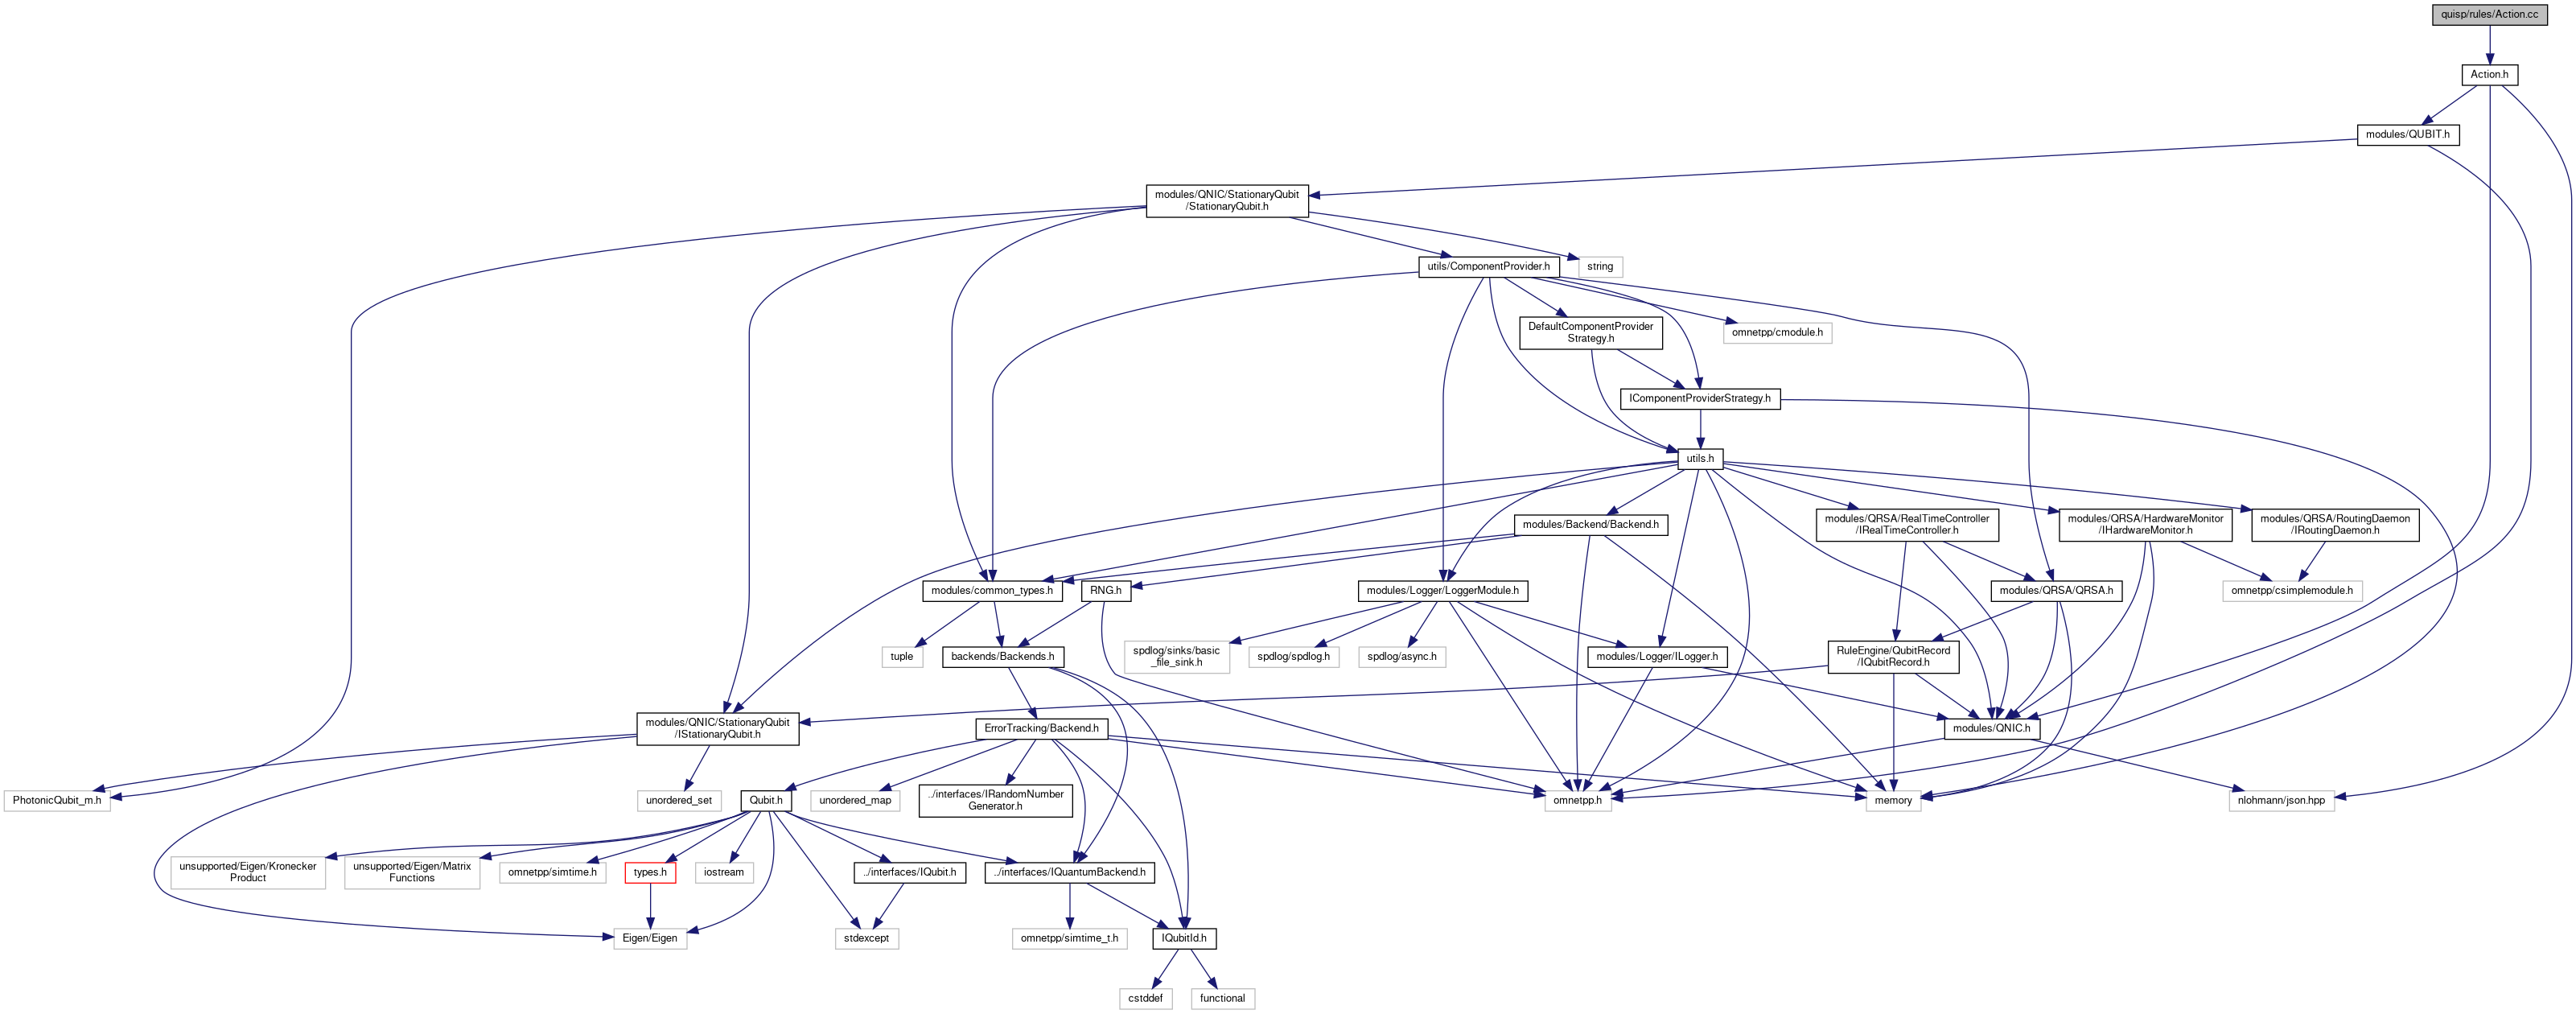 quisp/rules/Action.cc
Action.h
modules/QUBIT.h
modules/QNIC/StationaryQubit
/StationaryQubit.h
utils/ComponentProvider.h
string
DefaultComponentProvider
Strategy.h
omnetpp/cmodule.h
IComponentProviderStrategy.h
utils.h
modules/Backend/Backend.h
modules/QRSA/RealTimeController
/IRealTimeController.h
modules/QRSA/HardwareMonitor
/IHardwareMonitor.h
modules/QRSA/RoutingDaemon
/IRoutingDaemon.h
modules/common_types.h
RNG.h
modules/Logger/LoggerModule.h
modules/QRSA/QRSA.h
omnetpp/csimplemodule.h
tuple
backends/Backends.h
spdlog/sinks/basic
_file_sink.h
spdlog/spdlog.h
spdlog/async.h
modules/Logger/ILogger.h
RuleEngine/QubitRecord
/IQubitRecord.h
modules/QNIC/StationaryQubit
/IStationaryQubit.h
ErrorTracking/Backend.h
modules/QNIC.h
PhotonicQubit_m.h
unordered_set
Qubit.h
unordered_map
../interfaces/IRandomNumber
Generator.h
omnetpp.h
memory
nlohmann/json.hpp
unsupported/Eigen/Kronecker
Product
unsupported/Eigen/Matrix
Functions
omnetpp/simtime.h
types.h
iostream
../interfaces/IQubit.h
../interfaces/IQuantumBackend.h
Eigen/Eigen
stdexcept
omnetpp/simtime_t.h
IQubitId.h
cstddef
functional